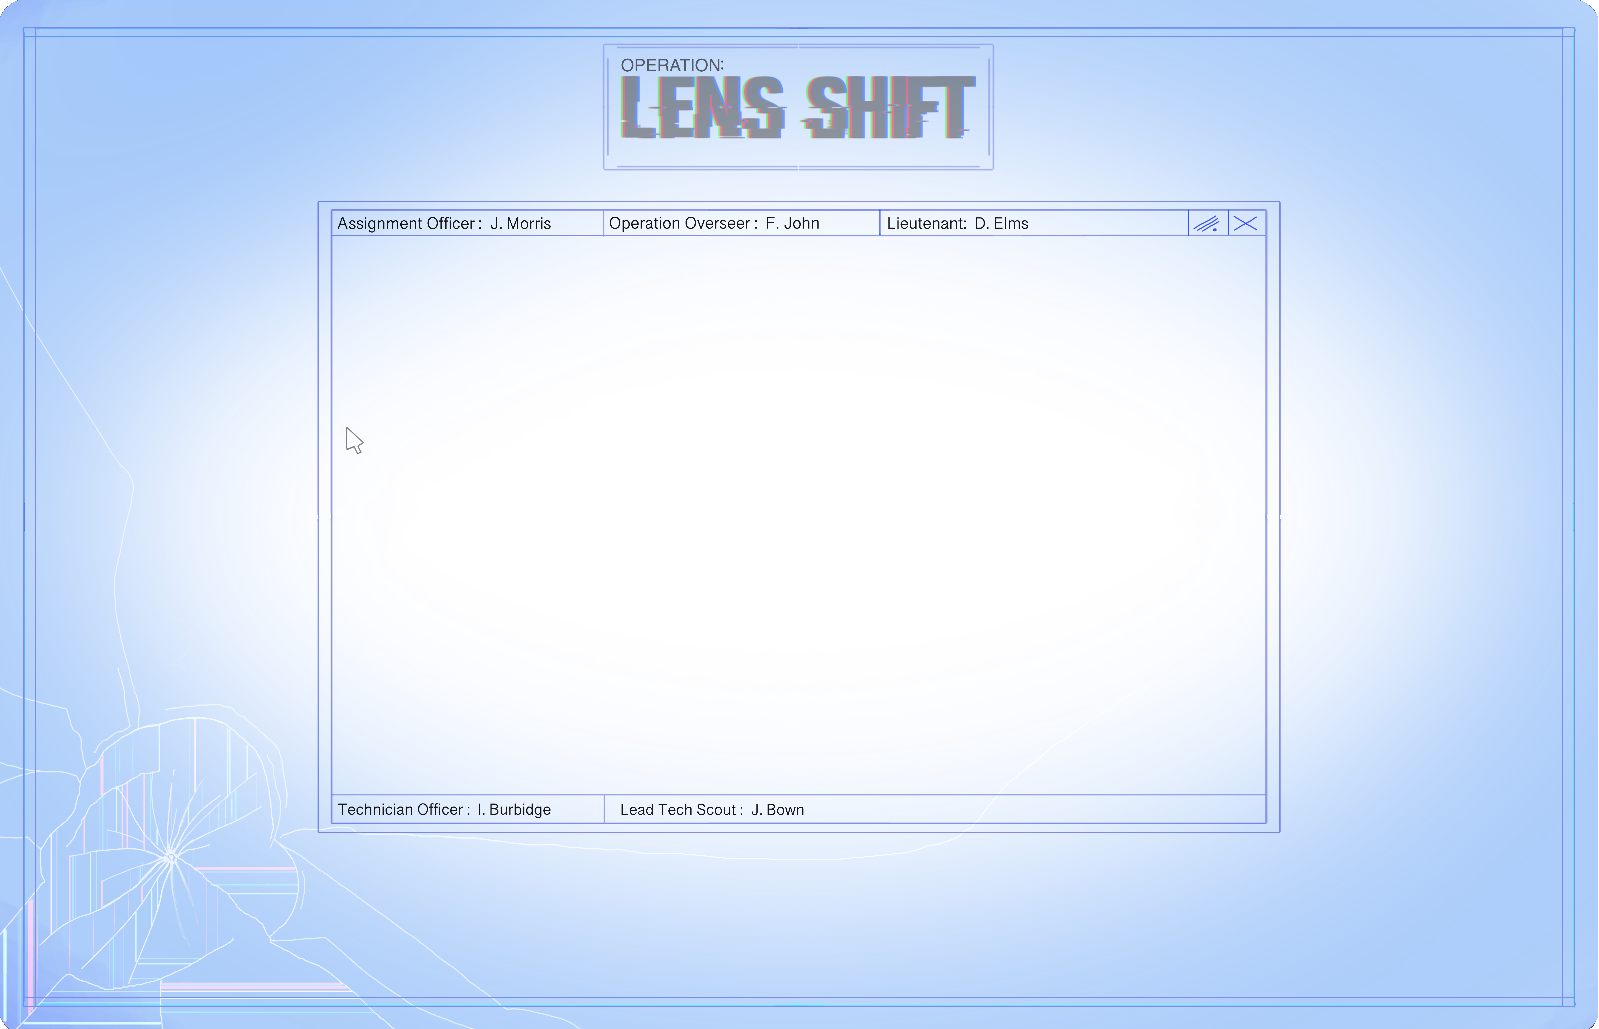 OPERATION:
LENS SHIFT
Assignment Officer: J. Morris
Operation Overseer: F. John
Lieutenant: D. Elms
Technician Officer: I. Burbidge
Lead Tech Scout: J. Bown